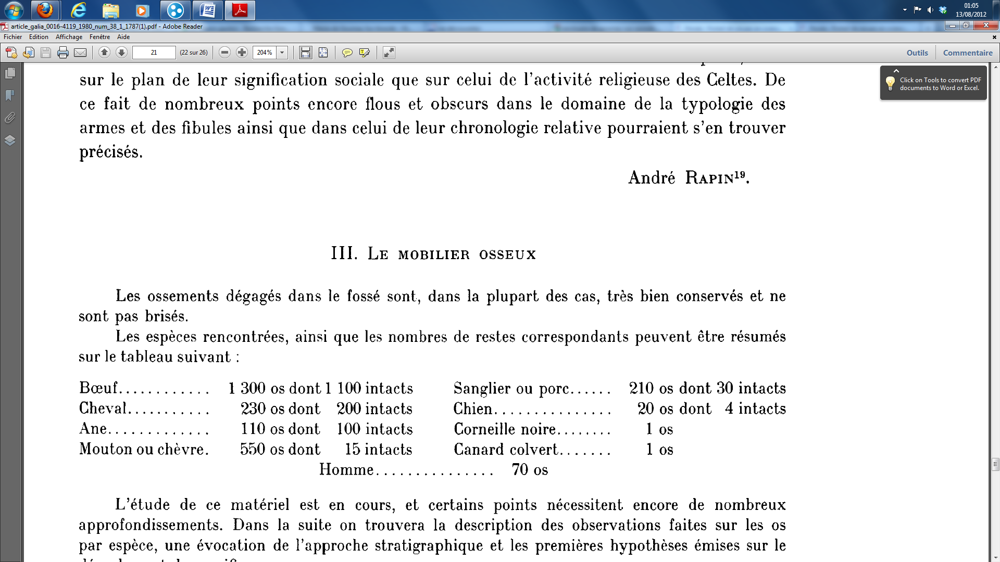 01:05
13/08/2012
article_galia_0016-4119_1980_num_38_1_1787(1).pdf - Adobe Reader
Fichier Edition Affichage Fenêtre Aide
21 (22 sur 26) 204% Outils Commentaire
Click on Tools to convert PDF
documents to Word or Excel.
sur le plan de leur signification sociale que sur celui de l'activité religieuse des Celtes. De
ce fait de nombreux points encore flous et obscurs dans le domaine de la typologie des
armes et des fibules ainsi que dans celui de leur chronologie relative pourraient s'en trouver
précisés.
André RAPIN¹⁹.
III. LE MOBILIER OSSEUX
Les ossements dégagés dans le fossé sont, dans la plupart des cas, très bien conservés et ne
sont pas brisés.
Les espèces rencontrées, ainsi que les nombres de restes correspondants peuvent être résumés
sur le tableau suivant :
Bœuf............ 1 300 os dont 1 100 intacts Sanglier ou porc...... 210 os dont 30 intacts
Cheval........... 230 os dont 200 intacts Chien............... 20 os dont 4 intacts
Ane............. 110 os dont 100 intacts Corneille noire........ 1 os
Mouton ou chèvre. 550 os dont 15 intacts Canard colvert....... 1 os
Homme............... 70 os
L'étude de ce matériel est en cours, et certains points nécessitent encore de nombreux
approfondissements. Dans la suite on trouvera la description des observations faites sur les os
par espèce, une évocation de l'approche stratigraphique et les premières hypothèses émises sur le